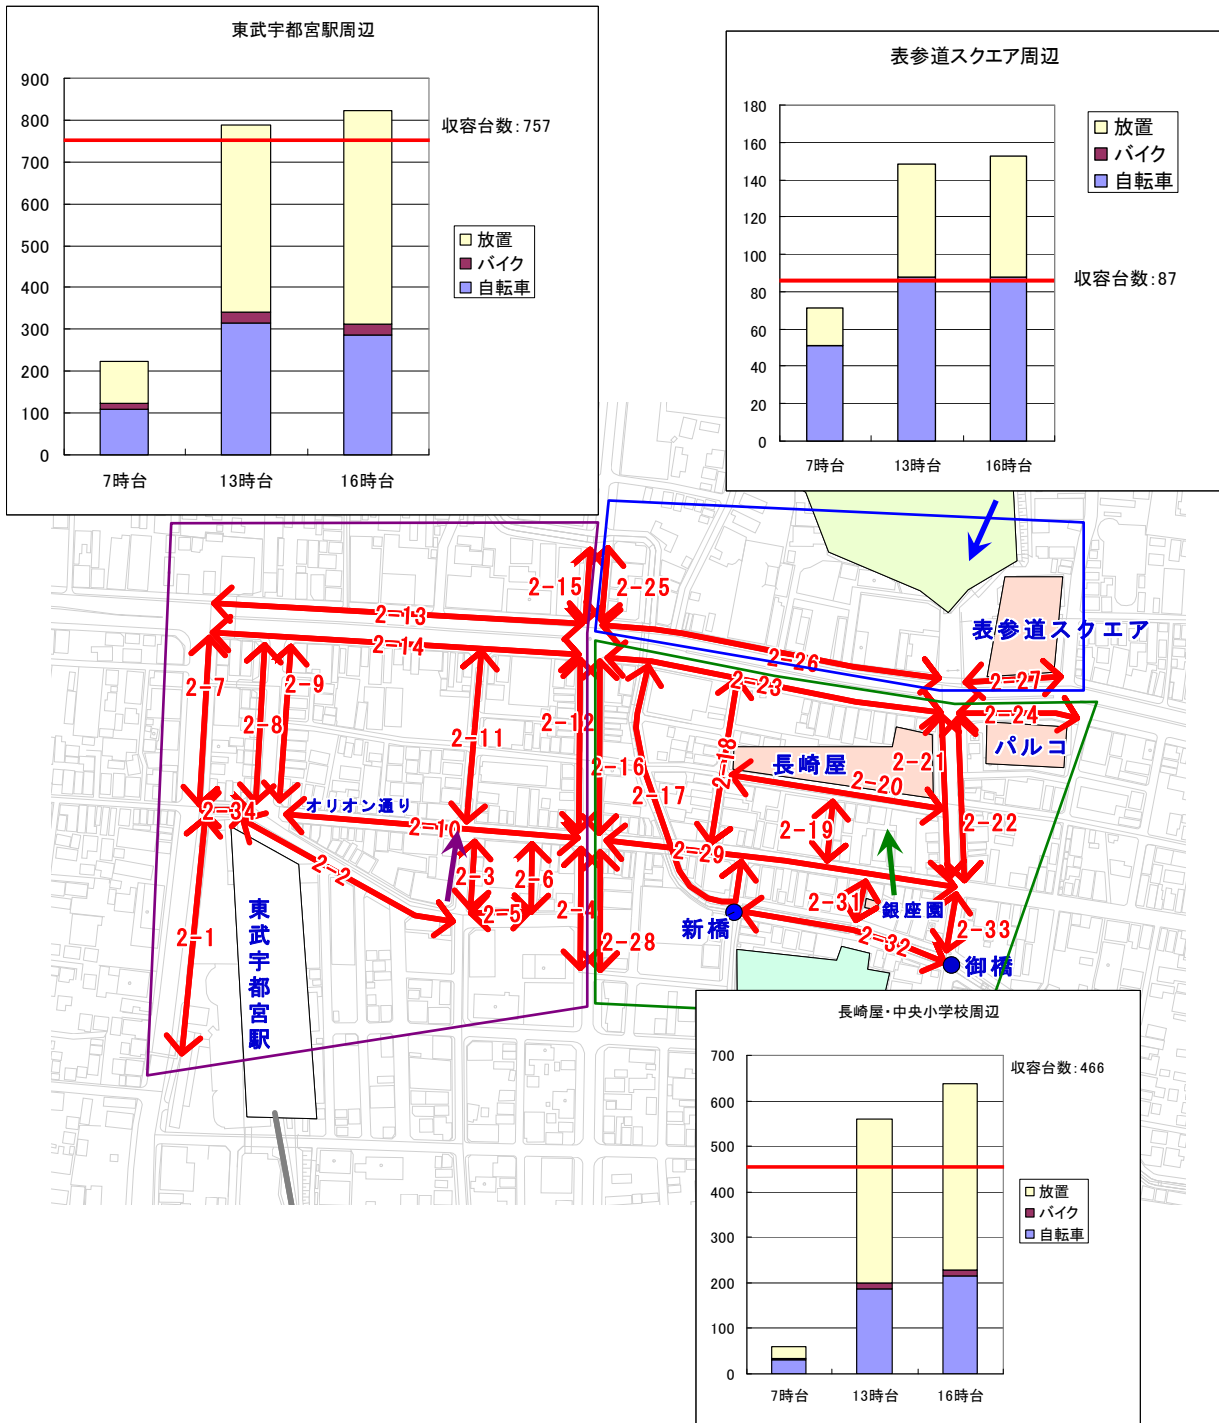 東武宇都宮駅周辺
900
800
700
600
500
400
300
200
100
0
7時台
13時台
16時台
収容台数：757
放置
バイク
自転車
表参道スクエア周辺
180
160
140
120
100
80
60
40
20
0
7時台
13時台
16時台
放置
バイク
自転車
収容台数：87
2-15
2-25
2-13
2-14
2-26
表参道スクエア
2-7
2-9
2-8
2-27
2-23
2-24
2-12
2-11
2-18
2-21
パルコ
長崎屋
2-16
2-20
2-17
2-34
オリオン通り
2-10
2-22
2-19
2-29
2-2
2-3
2-6
2-5
2-4
2-31
銀座園
新橋
2-1
2-28
2-32
2-33
御橋
東武宇都宮駅
長崎屋・中央小学校周辺
700
600
500
400
300
200
100
0
7時台
13時台
16時台
収容台数：466
放置
バイク
自転車